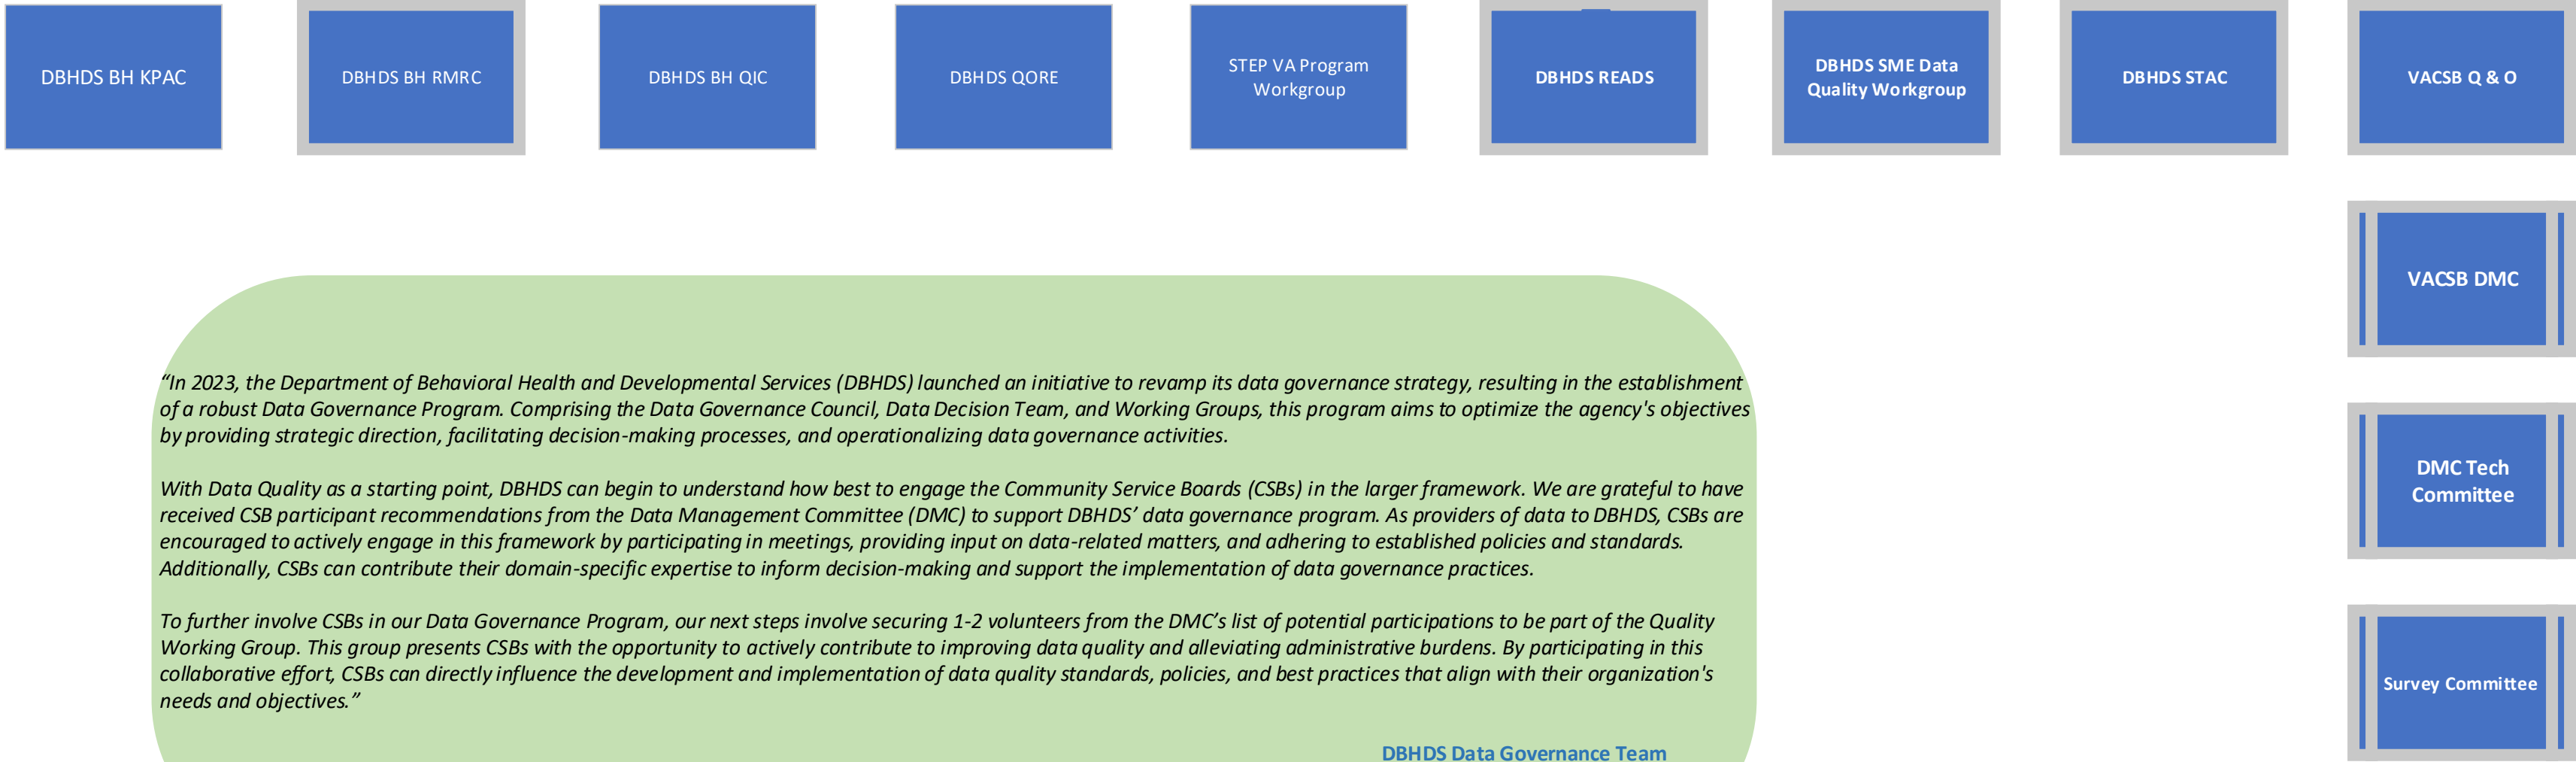 DBHDS BH KPAC
DBHDS BH RMRC
DBHDS BH QIC
DBHDS QORE
STEP VA Program
Workgroup
DBHDS READS
DBHDS SME Data
Quality Workgroup
DBHDS STAC
VACSB Q & O
VACSB DMC
DMC Tech
Committee
Survey Committee
“In 2023, the Department of Behavioral Health and Developmental Services (DBHDS) launched an initiative to revamp its data governance strategy, resulting in the establishment
of a robust Data Governance Program. Comprising the Data Governance Council, Data Decision Team, and Working Groups, this program aims to optimize the agency's objectives
by providing strategic direction, facilitating decision-making processes, and operationalizing data governance activities.
With Data Quality as a starting point, DBHDS can begin to understand how best to engage the Community Service Boards (CSBs) in the larger framework. We are grateful to have
received CSB participant recommendations from the Data Management Committee (DMC) to support DBHDS’ data governance program. As providers of data to DBHDS, CSBs are
encouraged to actively engage in this framework by participating in meetings, providing input on data-related matters, and adhering to established policies and standards.
Additionally, CSBs can contribute their domain-specific expertise to inform decision-making and support the implementation of data governance practices.
To further involve CSBs in our Data Governance Program, our next steps involve securing 1-2 volunteers from the DMC’s list of potential participations to be part of the Quality
Working Group. This group presents CSBs with the opportunity to actively contribute to improving data quality and alleviating administrative burdens. By participating in this
collaborative effort, CSBs can directly influence the development and implementation of data quality standards, policies, and best practices that align with their organization's
needs and objectives.”
DBHDS Data Governance Team